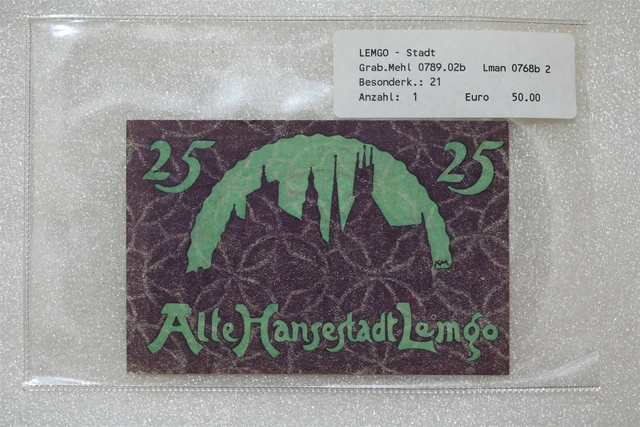 LEMGO - Stadt
Grab.Mehl 0789.02b Lman 0768b 2
Besonderk.: 21
Anzahl: 1 Euro 50.00
25 25
KM
Alte Hansestadt Lemgo